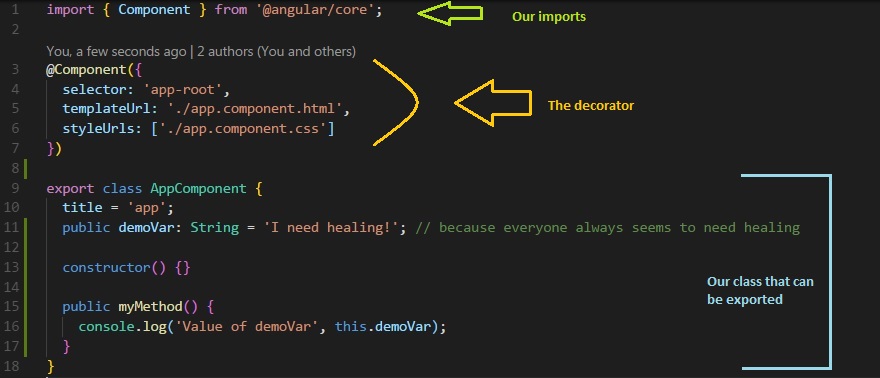 1 import { Component } from '@angular/core';
Our imports
2
You, a few seconds ago | 2 authors (You and others)
3 @Component({
4 selector: 'app-root',
5 templateUrl: './app.component.html',
The decorator
6 styleUrls: ['./app.component.css']
7 })
8
9 export class AppComponent {
10 title = 'app';
11 public demoVar: String = 'I need healing!'; // because everyone always seems to need healing
12
13 constructor() {}
14
Our class that can
be exported
15 public myMethod() {
16 console.log('Value of demoVar', this.demoVar);
17 }
18 }